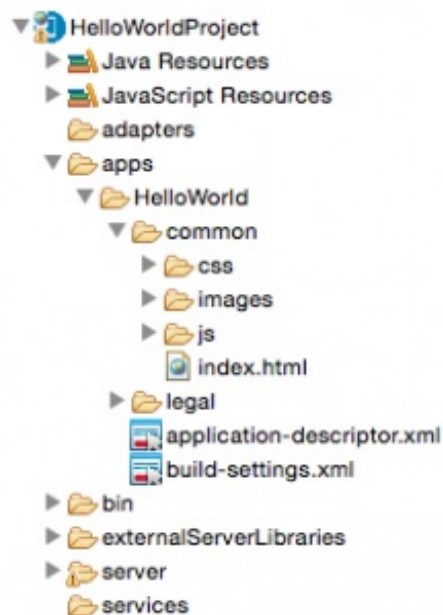 HelloWorldProject
Java Resources
JavaScript Resources
adapters
apps
HelloWorld
common
css
images
js
index.html
legal
application-descriptor.xml
build-settings.xml
bin
externalServerLibraries
server
services